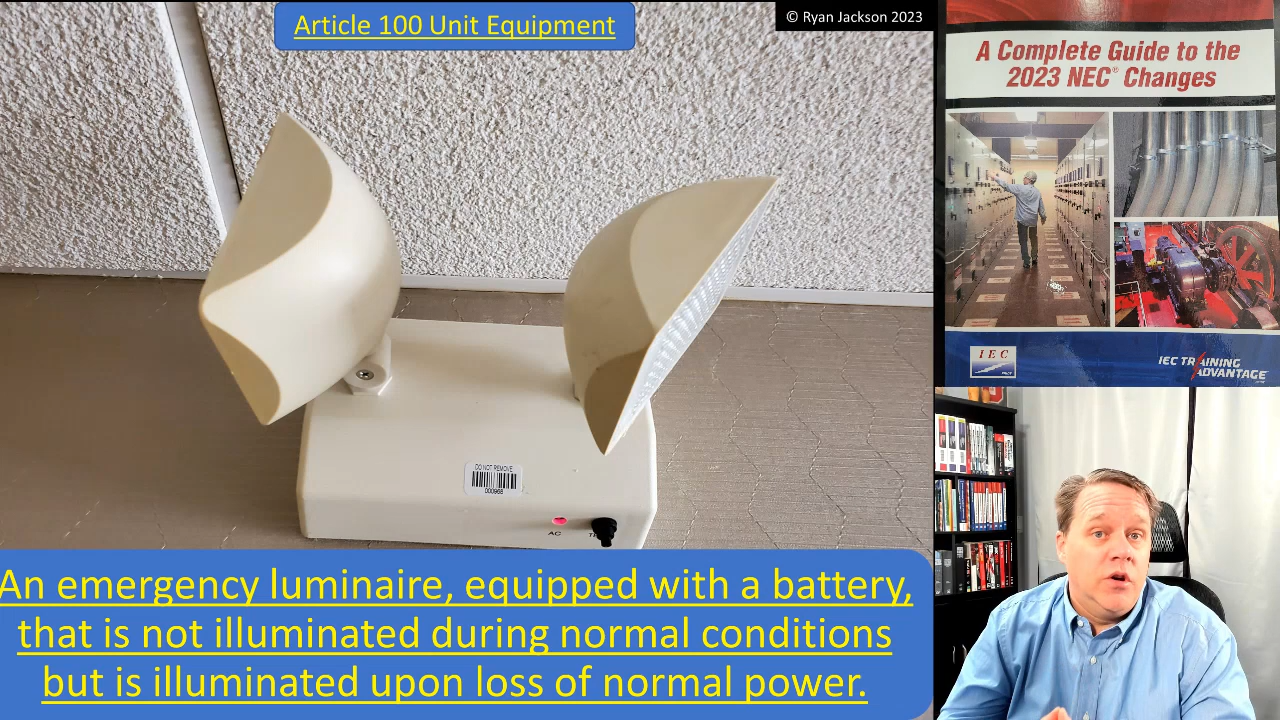 Article 100 Unit Equipment
© Ryan Jackson 2023
A Complete Guide to the
2023 NEC® Changes
IEC
IEC TRAINING
ADVANTAGE
DO NOT REMOVE
000968
AC
An emergency luminaire, equipped with a battery,
that is not illuminated during normal conditions
but is illuminated upon loss of normal power.